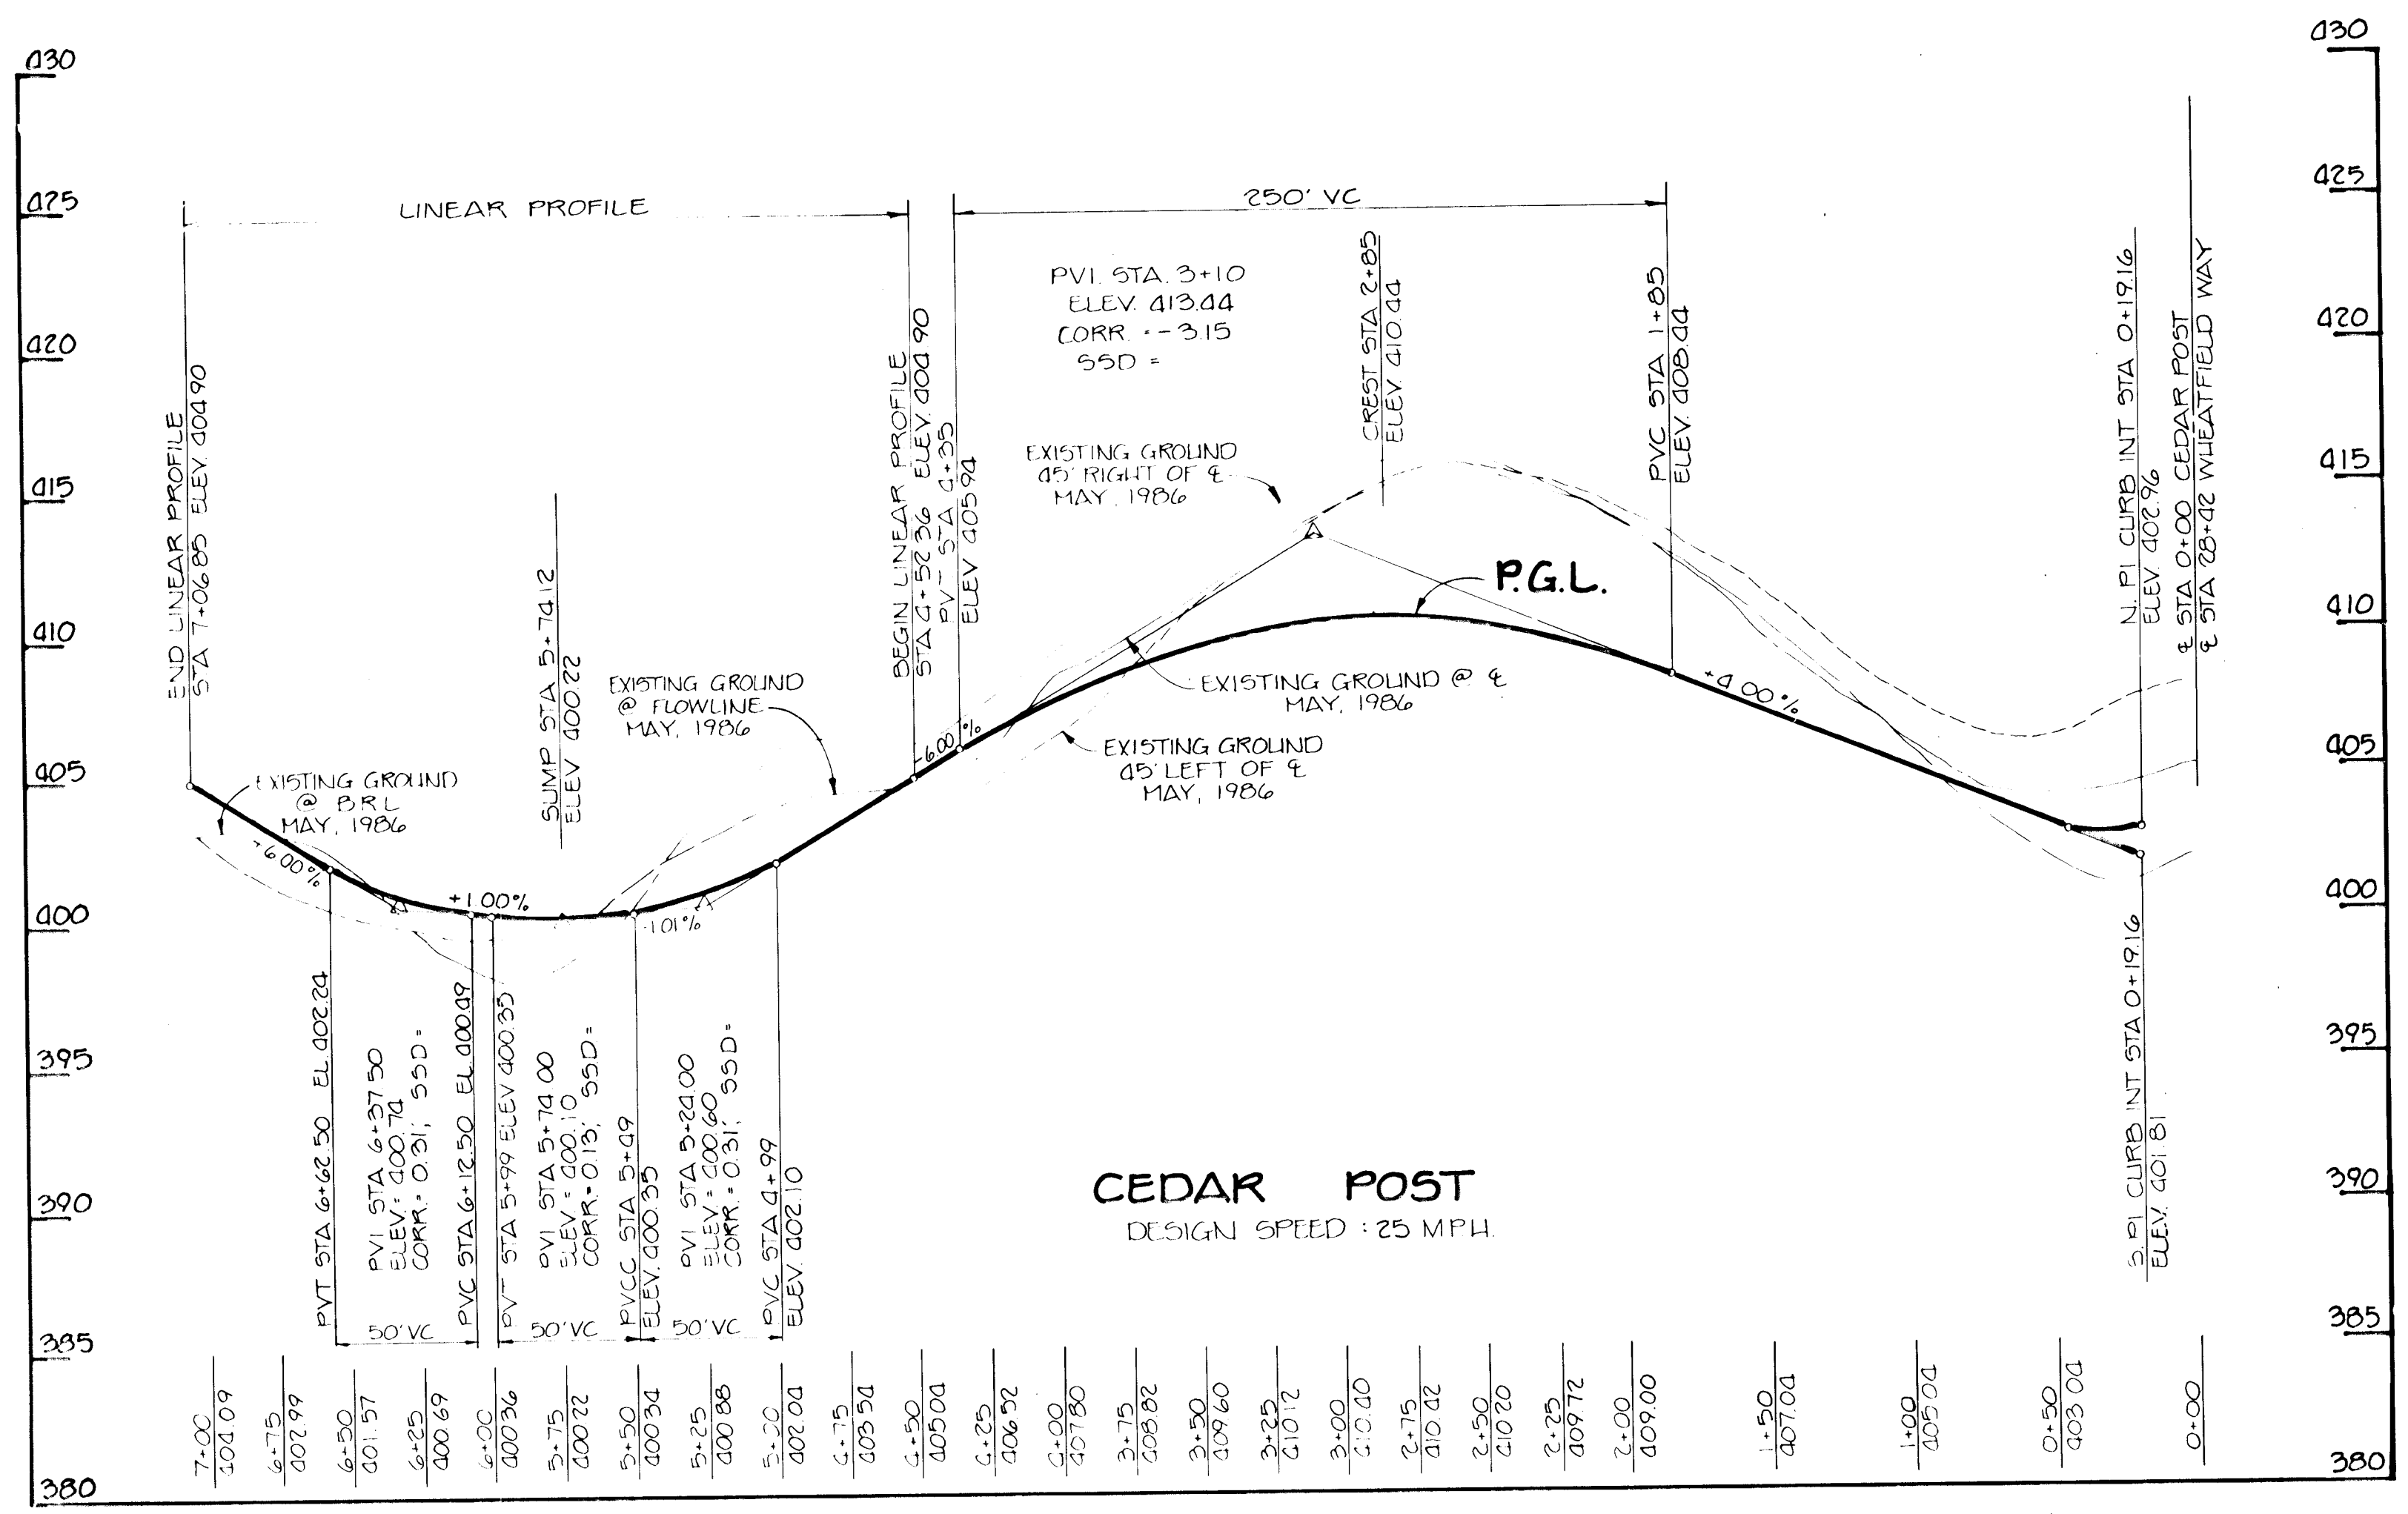 430
430
425
425
420
420
415
415
410
410
405
405
400
400
395
395
390
390
385
385
380
380
LINEAR PROFILE
250' VC
PVI. STA. 3+10
ELEV. 413.44
CORR. = -3.15
SSD =
END LINEAR PROFILE
STA 7+06.85 ELEV. 404.90
SUMP STA 5+74.12
ELEV 400.22
BEGIN LINEAR PROFILE
STA 4+52.36 ELEV. 404.90
STA 4+35
ELEV 405.94
CREST STA 2+85
ELEV. 410.44
PVC STA 1+85
ELEV. 408.44
N. PI CURB INT STA 0+19.16
ELEV. 402.96
℄ STA 0+00 CEDAR POST
℄ STA 28+42 WHEATFIELD WAY
EXISTING GROUND
45' RIGHT OF ℄
MAY, 1986
P.G.L.
EXISTING GROUND @ ℄
MAY, 1986
EXISTING GROUND
45' LEFT OF ℄
MAY, 1986
EXISTING GROUND
@ FLOWLINE
MAY, 1986
EXISTING GROUND
@ BRL
MAY, 1986
+6.00%
+1.00%
-1.01%
-6.00%
+4.00%
PVT STA 6+62.50 EL. 402.24
PVI STA 6+37.50
ELEV. = 400.74
CORR. = 0.31; SSD =
PVC STA 6+12.50 EL. 400.49
STA 5+99 ELEV 400.35
PVI STA 5+74.00
ELEV = 400.10
CORR. = 0.13; SSD =
PVCC STA 5+49
ELEV. 400.35
PVI STA 5+24.00
ELEV = 400.60
CORR. = 0.31; SSD =
PVC STA 4+99
ELEV. 402.10
50' VC
50' VC
50' VC
S. PI CURB INT STA 0+19.16
ELEV. 401.81
CEDAR POST
DESIGN SPEED : 25 M.P.H.
7+00
404.09
6+75
402.99
6+50
401.57
6+25
400.69
6+00
400.36
5+75
400.22
5+50
400.34
5+25
400.88
5+00
402.04
4+75
403.54
4+50
405.04
4+25
406.52
4+00
407.80
3+75
408.82
3+50
409.60
3+25
410.12
3+00
410.40
2+75
410.42
2+50
410.20
2+25
409.72
2+00
409.00
1+50
407.04
1+00
405.04
0+50
403.04
0+00